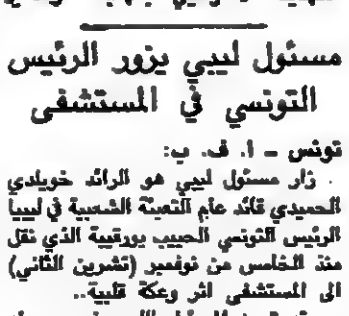 مسئول ليبي يزور الرئيس
التونسي في المستشفى
تونس - ا. ف. ب:
. زار مسئول ليبي هو الرائد خويلدي
الحميدي قائد عام التعبئة الشعبية في ليبيا
الرئيس التونسي الحبيب بورقيبة الذي نقل
منذ الخامس من نوفمبر (تشرين الثاني)
الى المستشفى اثر وعكة قلبية..